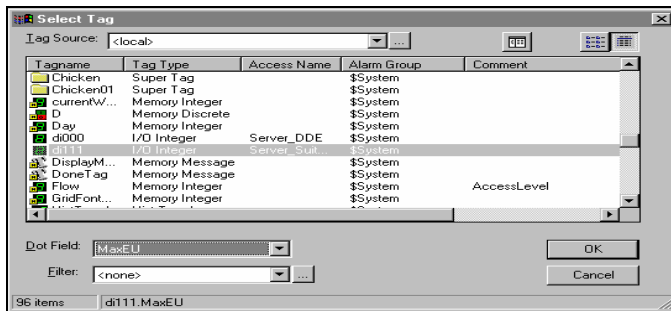 Select Tag
Tag Source: <local>
...
Tagname Tag Type Access Name Alarm Group Comment
Chicken Super Tag $System
Chicken01 Super Tag $System
currentW... Memory Integer $System
D Memory Discrete $System
Day Memory Integer $System
di000 I/O Integer Server_DDE $System
di111 I/O Integer Server_Suit... $System
DisplayM... Memory Message $System
DoneTag Memory Message $System
Flow Memory Integer $System AccessLevel
GridFont... Memory Integer $System
Dot Field: MaxEU
OK
Filter: <none>
...
Cancel
96 items di111.MaxEU